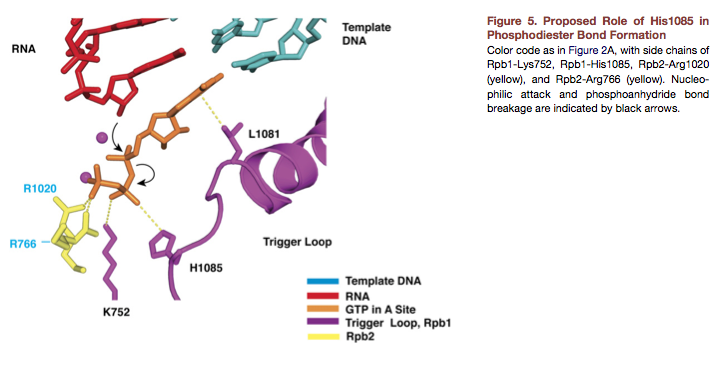 RNA
Template
DNA
L1081
R1020
R766
Trigger Loop
H1085
K752
Template DNA
RNA
GTP in A Site
Trigger Loop, Rpb1
Rpb2
Figure 5. Proposed Role of His1085 in
Phosphodiester Bond Formation
Color code as in Figure 2A, with side chains of
Rpb1-Lys752, Rpb1-His1085, Rpb2-Arg1020
(yellow), and Rpb2-Arg766 (yellow). Nucleo-
philic attack and phosphoanhydride bond
breakage are indicated by black arrows.